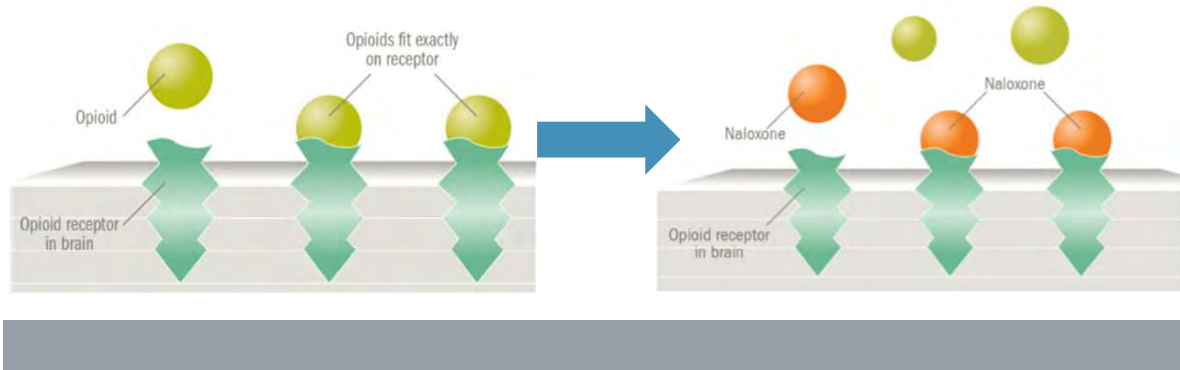 Opioids fit exactly
on receptor
Opioid
Opioid receptor
in brain
Naloxone
Naloxone
Opioid receptor
in brain